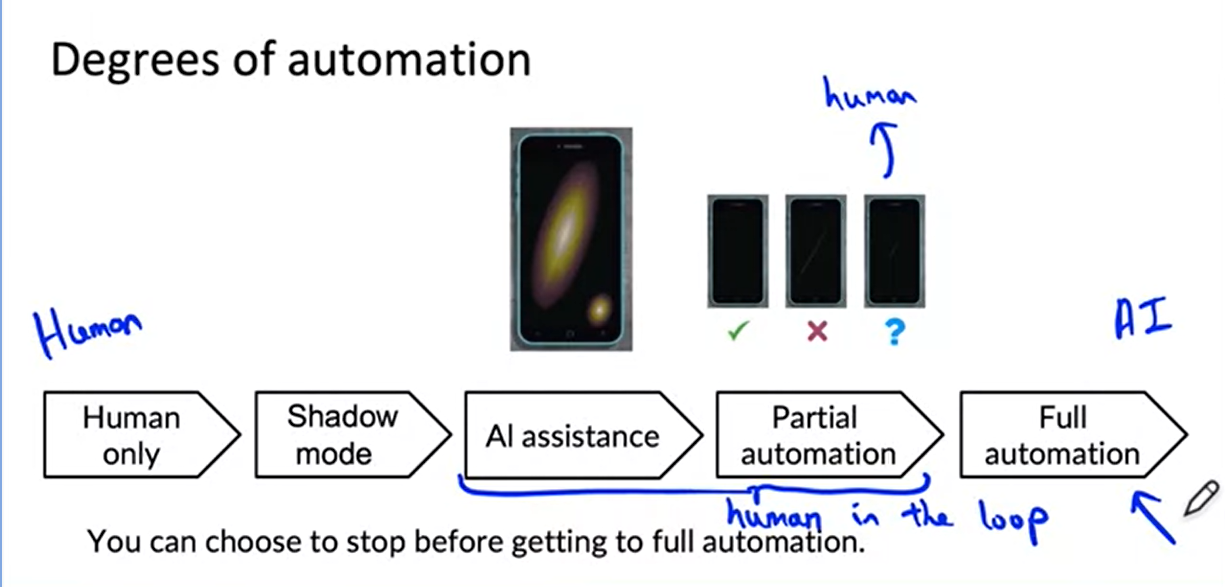 Degrees of automation
human
✓ ✗ ?
Human
AI
Human
only
Shadow
mode
AI assistance
Partial
automation
Full
automation
human in the loop
You can choose to stop before getting to full automation.